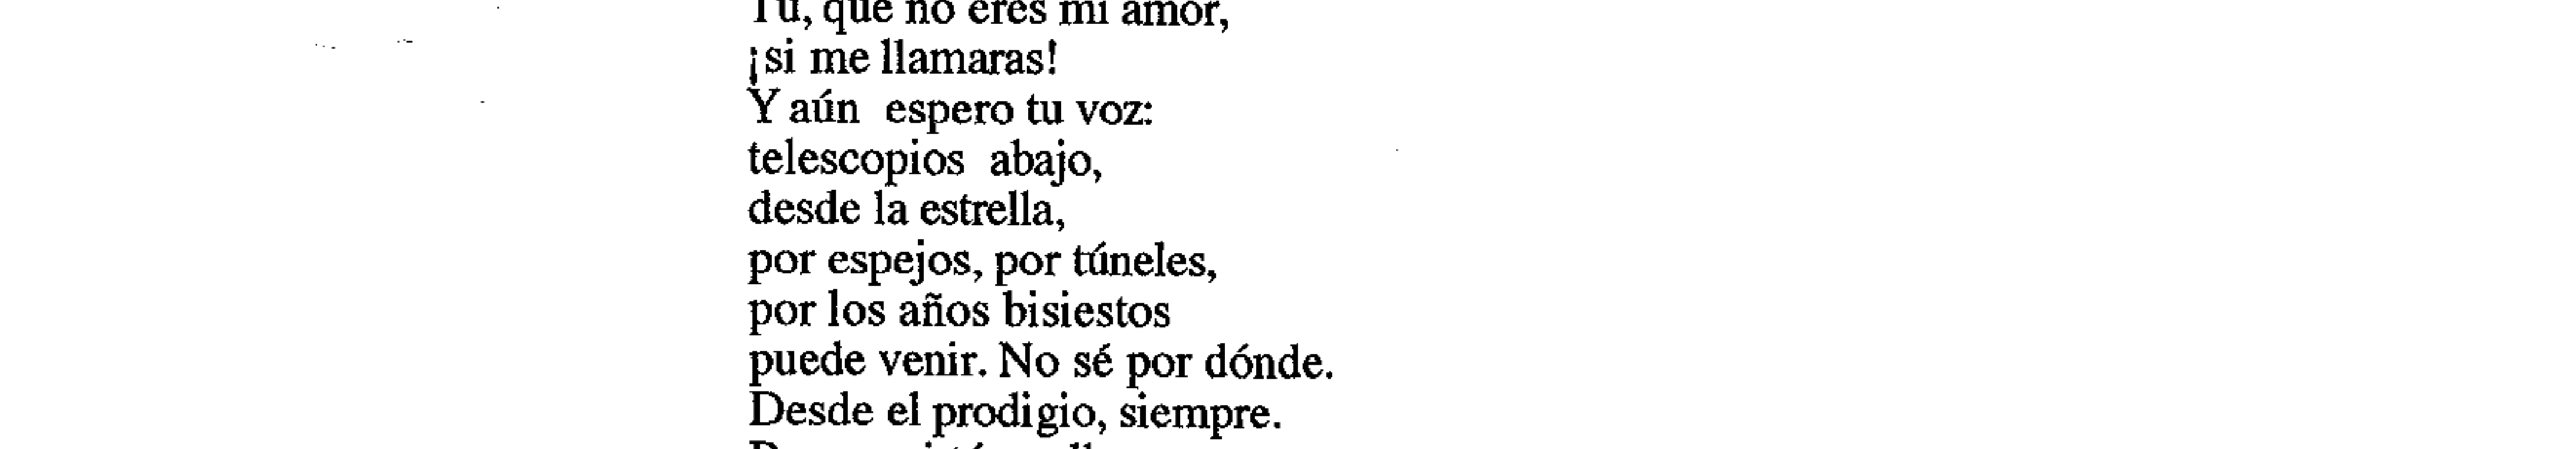 Tú, que no eres mi amor,
¡si me llamaras!
Y aún espero tu voz:
telescopios abajo,
desde la estrella,
por espejos, por túneles,
por los años bisiestos
puede venir. No sé por dónde.
Desde el prodigio, siempre.